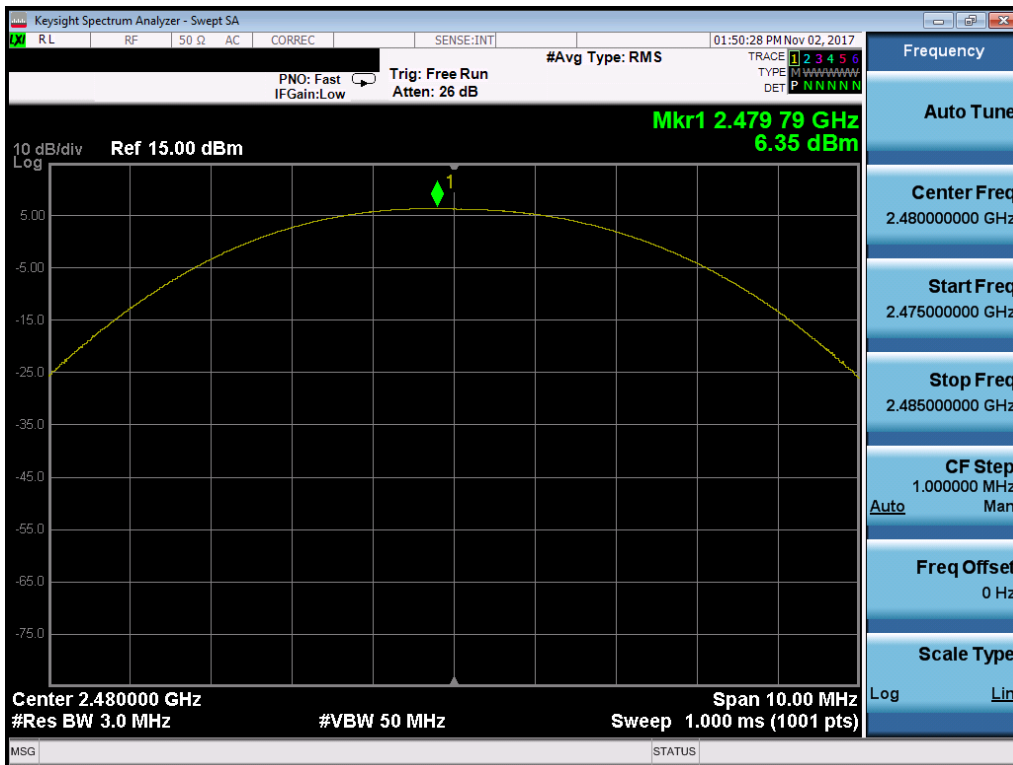 Keysight Spectrum Analyzer - Swept SA
LXI RL RF 50 Ω AC CORREC SENSE:INT 01:50:28 PM Nov 02, 2017
#Avg Type: RMS
TRACE 1 2 3 4 5 6
PNO: Fast Trig: Free Run
TYPE M WWWWW
IFGain:Low Atten: 26 dB
DET P N N N N N
Mkr1 2.479 79 GHz
6.35 dBm
10 dB/div Ref 15.00 dBm
Log
1
5.00
-5.00
-15.0
-25.0
-35.0
-45.0
-55.0
-65.0
-75.0
Center 2.480000 GHz Span 10.00 MHz
#Res BW 3.0 MHz #VBW 50 MHz Sweep 1.000 ms (1001 pts)
MSG STATUS
Frequency
Auto Tune
Center Freq
2.480000000 GHz
Start Freq
2.475000000 GHz
Stop Freq
2.485000000 GHz
CF Step
1.000000 MHz
Auto Man
Freq Offset
0 Hz
Scale Type
Log Lin